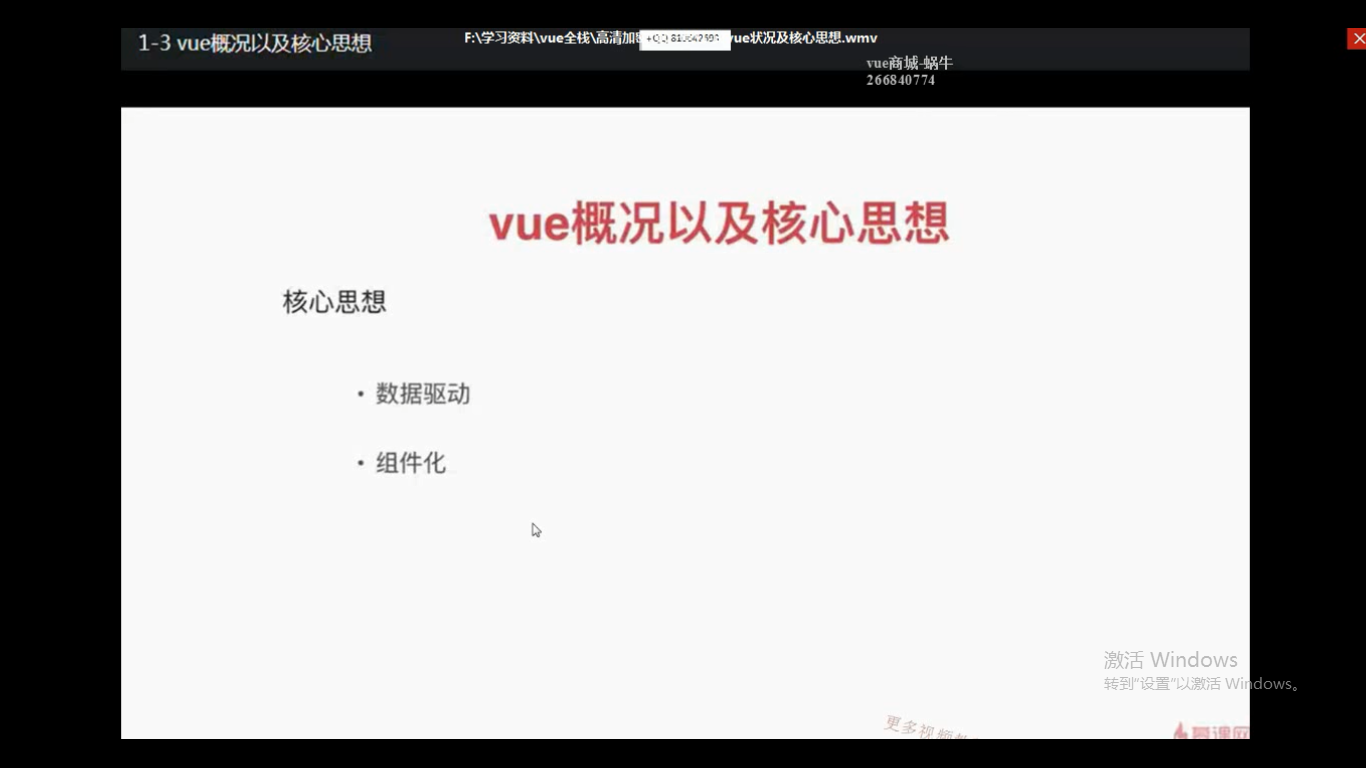 1-3 vue概况以及核心思想
F:\学习资料\vue全栈\高清加密
vue状况及核心思想.wmv
vue商城-蜗牛
266840774
vue概况以及核心思想
核心思想
• 数据驱动
• 组件化
激活 Windows
转到"设置"以激活 Windows。
更多视频
慕课网